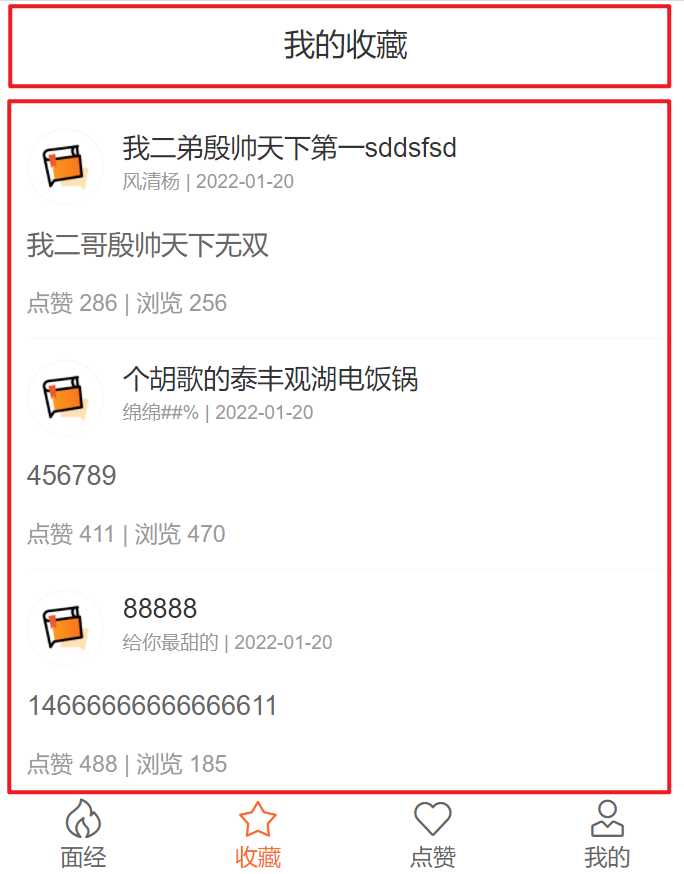 我的收藏
我二弟殷帅天下第一sddsfsd
风清杨 | 2022-01-20
我二哥殷帅天下无双
点赞 286 | 浏览 256
个胡歌的泰丰观湖电饭锅
绵绵##% | 2022-01-20
456789
点赞 411 | 浏览 470
88888
给你最甜的 | 2022-01-20
14666666666666611
点赞 488 | 浏览 185
面经 收藏 点赞 我的